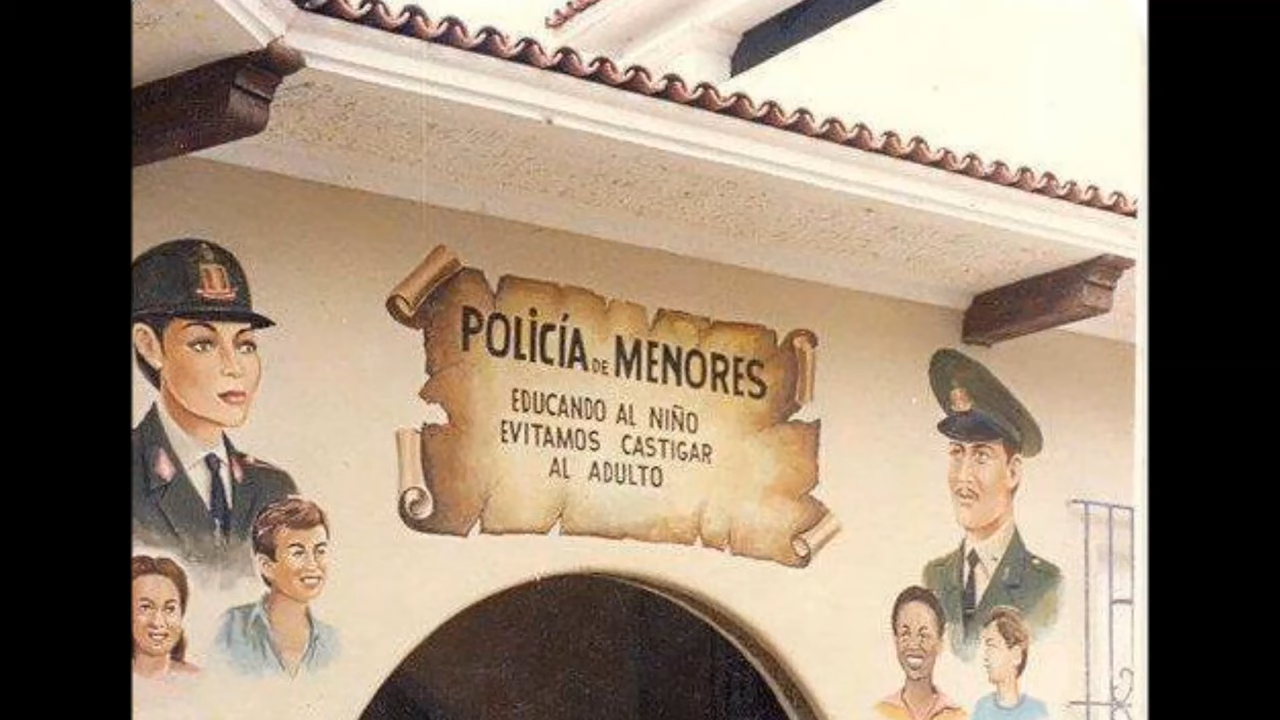 POLICÍA DE MENORES
EDUCANDO AL NIÑO
EVITAMOS CASTIGAR
AL ADULTO